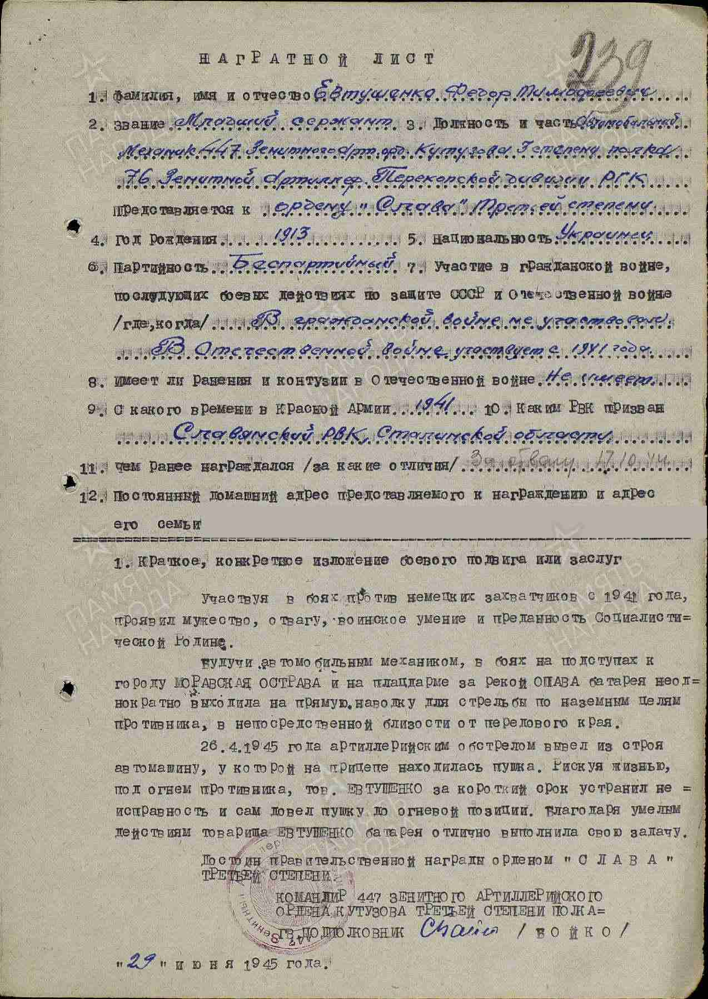 239
НАГРАТНОЙ ЛИСТ
1. Фамилия, имя и отчество Евтушенко Федор Тимофеевич
2. Звание Младший сержант 3. Должность и часть Автомобильный
Механик 447 Зенитного Арт. орд. Кутузова 3 степени полка
76 Зенитной Артиллер. Перекопской дивизии РГК
Представляется к ордену "Слава" Третьей степени
4. Год рождения 1913 5. Национальность Украинец
6. Партийность Беспартийный 7. Участие в гражданской войне,
последующих боевых действиях по защите СССР и Отечественной войне
/где, когда/ В гражданской войне не участвовал.
В Отечественной войне участвует с 1941 года.
8. Имеет ли ранения и контузии в Отечественной войне Не имеет.
9. С какого времени в Красной Армии 1941 10. Каким РВК призван
Славянский РВК, Сталинской области
11. Чем ранее награждался /за какие отличия/ За отвагу 17.10.44
12. Постоянный домашний адрес представляемого к награждению и адрес
его семьи
1. Краткое, конкретное изложение боевого подвига или заслуг
Участвуя в боях против немецких захватчиков с 1941 года,
проявил мужество, отвагу, воинское умение и преданность Социалисти=
ческой Родине.
Будучи автомобильным механиком, в боях на подступах к
городу МОРАВСКАЯ ОСТРАВА и на плацдарме за рекой ОПАВА батарея неод=
нократно выходила на прямую наводку для стрельбы по наземным целям
противника, в непосредственной близости от передового края.
26.4.1945 года артиллерийским обстрелом вывел из строя
автомашину, у которой на прицепе находилась пушка. Рискуя жизнью,
под огнем противника, тов. ЕВТУШЕНКО за короткий срок устранил не =
исправность и сам довел пушку до огневой позиции. Благодаря умелым
действиям товарища ЕВТУШЕНКО батарея отлично выполнила свою задачу.
Достоин правительственной награды орденом " С Л А В А "
ТРЕТЬЕЙ СТЕПЕНИ.
КОМАНДИР 447 ЗЕНИТНОГО АРТИЛЛЕРИЙСКОГО
ОРДЕНА КУТУЗОВА ТРЕТЬЕЙ СТЕПЕНИ ПОЛКА=
ГВ ПОДПОЛКОВНИК / БОЙКО /
" 29 " июня 1945 года.
ПАМЯТЬ НАРОДА